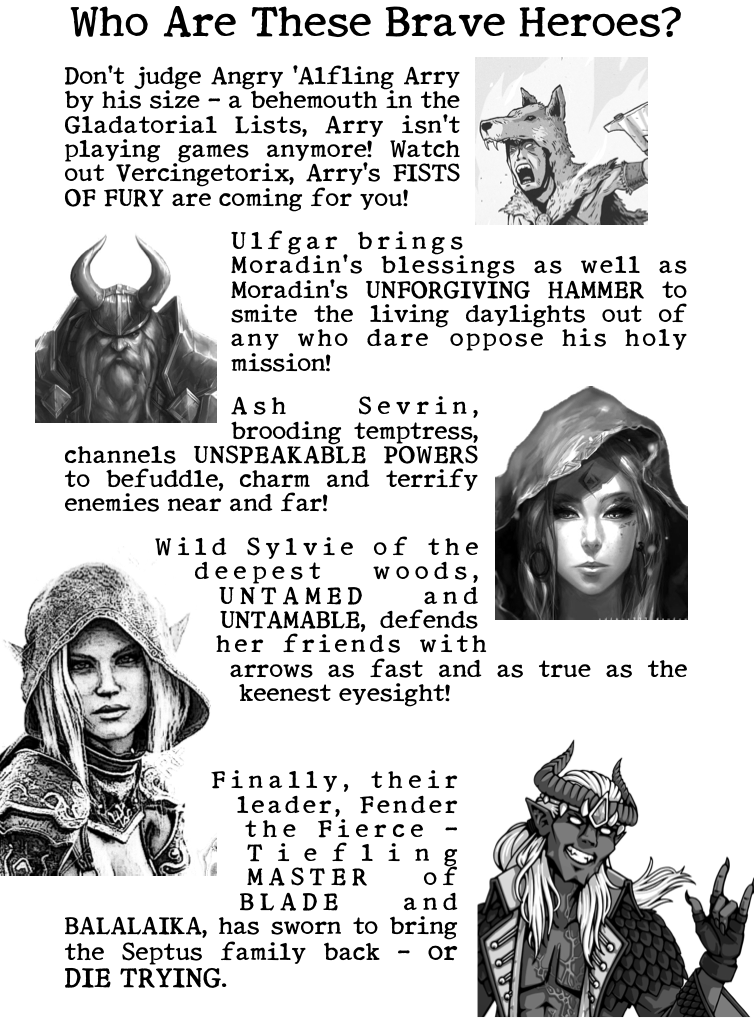 Who Are These Brave Heroes?
Don't judge Angry 'Alfling Arry
by his size - a behemouth in the
Gladatorial Lists, Arry isn't
playing games anymore! Watch
out Vercingetorix, Arry's FISTS
OF FURY are coming for you!
Ulfgar brings
Moradin's blessings as well as
Moradin's UNFORGIVING HAMMER to
smite the living daylights out of
any who dare oppose his holy
mission!
Ash Sevrin,
brooding temptress,
channels UNSPEAKABLE POWERS
to befuddle, charm and terrify
enemies near and far!
Wild Sylvie of the
deepest woods,
UNTAMED and
UNTAMABLE, defends
her friends with
arrows as fast and as true as the
keenest eyesight!
Finally, their
leader, Fender
the Fierce -
Tiefling
MASTER of
BLADE and
BALALAIKA, has sworn to bring
the Septus family back - or
DIE TRYING.